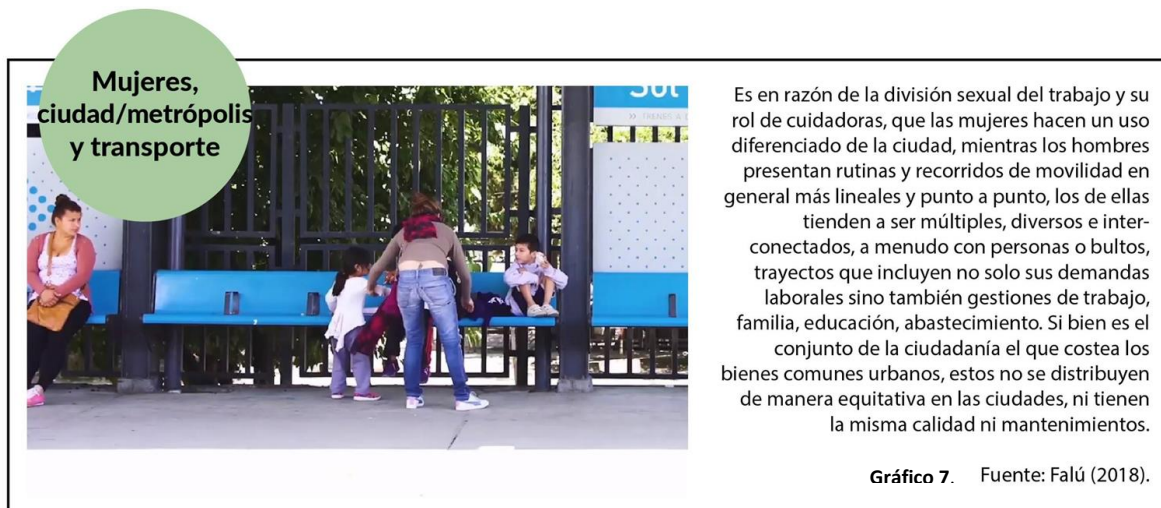 Mujeres,
ciudad/metrópolis
y transporte
Sol
Es en razón de la división sexual del trabajo y su
rol de cuidadoras, que las mujeres hacen un uso
diferenciado de la ciudad, mientras los hombres
presentan rutinas y recorridos de movilidad en
general más lineales y punto a punto, los de ellas
tienden a ser múltiples, diversos e inter-
conectados, a menudo con personas o bultos,
trayectos que incluyen no solo sus demandas
laborales sino también gestiones de trabajo,
familia, educación, abastecimiento. Si bien es el
conjunto de la ciudadanía el que costea los
bienes comunes urbanos, estos no se distribuyen
de manera equitativa en las ciudades, ni tienen
la misma calidad ni mantenimientos.
Gráfico 7. Fuente: Falú (2018).